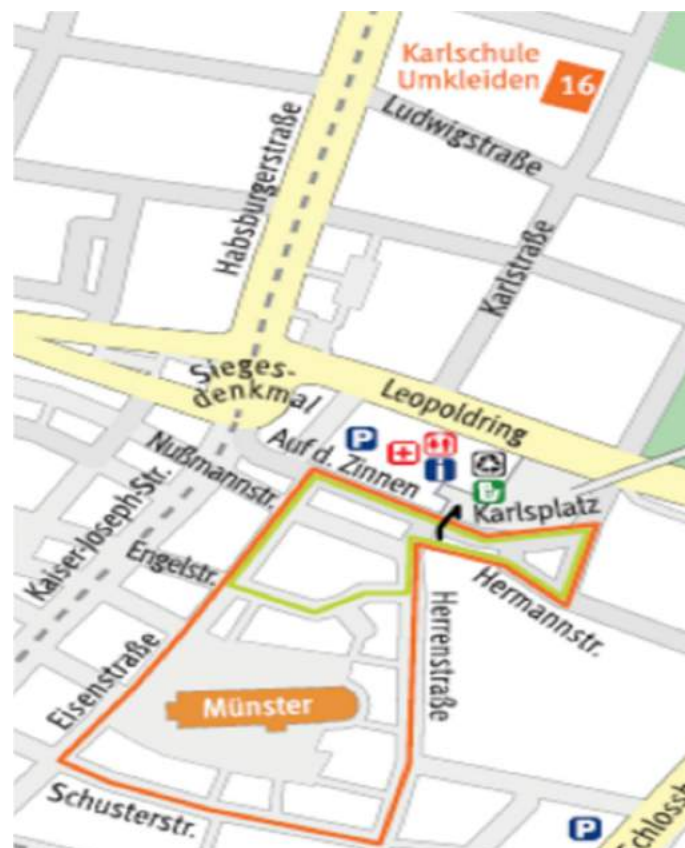 Karlschule
Umkleiden
16
Ludwigstraße
Habsburgerstraße
Karlstraße
Sieges-
denkmal
Leopoldring
P
Auf d. Zinnen
i
Nußmannstr.
Karlsplatz
Kaiser-Joseph-Str.
Engelstr.
Hermannstr.
Herrenstraße
Eisenstraße
Münster
Schusterstr.
P
Schlossb